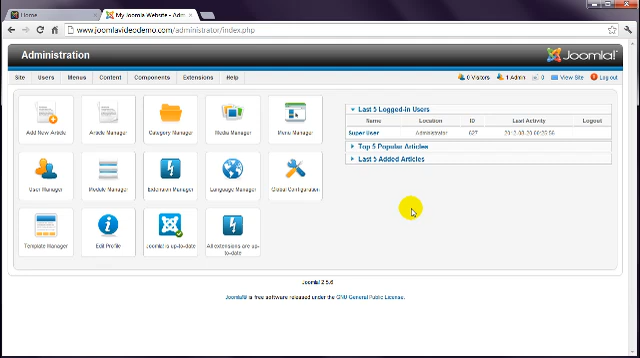 Home
My Joomla Website - Adm
www.joomlavideodemo.com/administrator/index.php
Administration
Joomla!
Site Users Menus Content Components Extensions Help
0 Visitors 1 Admin 0 View Site Log out
Add New Article
Article Manager
Category Manager
Media Manager
Menu Manager
Last 5 Logged-in Users
Name Location ID Last Activity Logout
Super User Administrator 627
Top 5 Popular Articles
Last 5 Added Articles
User Manager
Module Manager
Extension Manager
Language Manager
Global Configuration
Template Manager
Edit Profile
Joomla! is up-to-date
All extensions are up-
to-date
Joomla! 2.5.6
Joomla!® is free software released under the GNU General Public License.